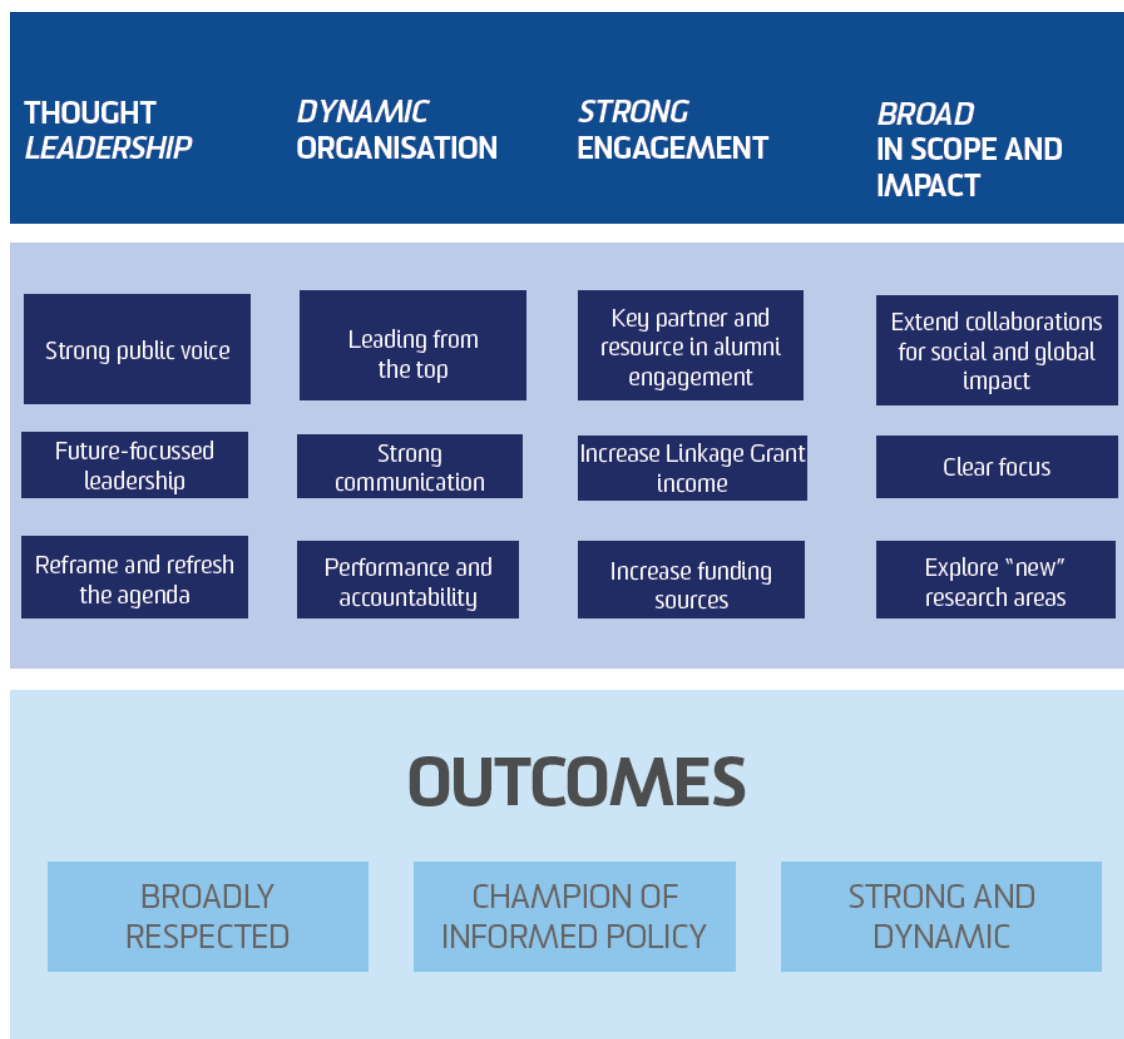 THOUGHT
LEADERSHIP
DYNAMIC
ORGANISATION
STRONG
ENGAGEMENT
BROAD
IN SCOPE AND
IMPACT
Strong public voice
Leading from
the top
Key partner and
resource in alumni
engagement
Extend collaborations
for social and global
impact
Future-focussed
leadership
Strong
communication
Increase Linkage Grant
income
Clear focus
Reframe and refresh
the agenda
Performance and
accountability
Increase funding
sources
Explore “new”
research areas
OUTCOMES
BROADLY
RESPECTED
CHAMPION OF
INFORMED POLICY
STRONG AND
DYNAMIC